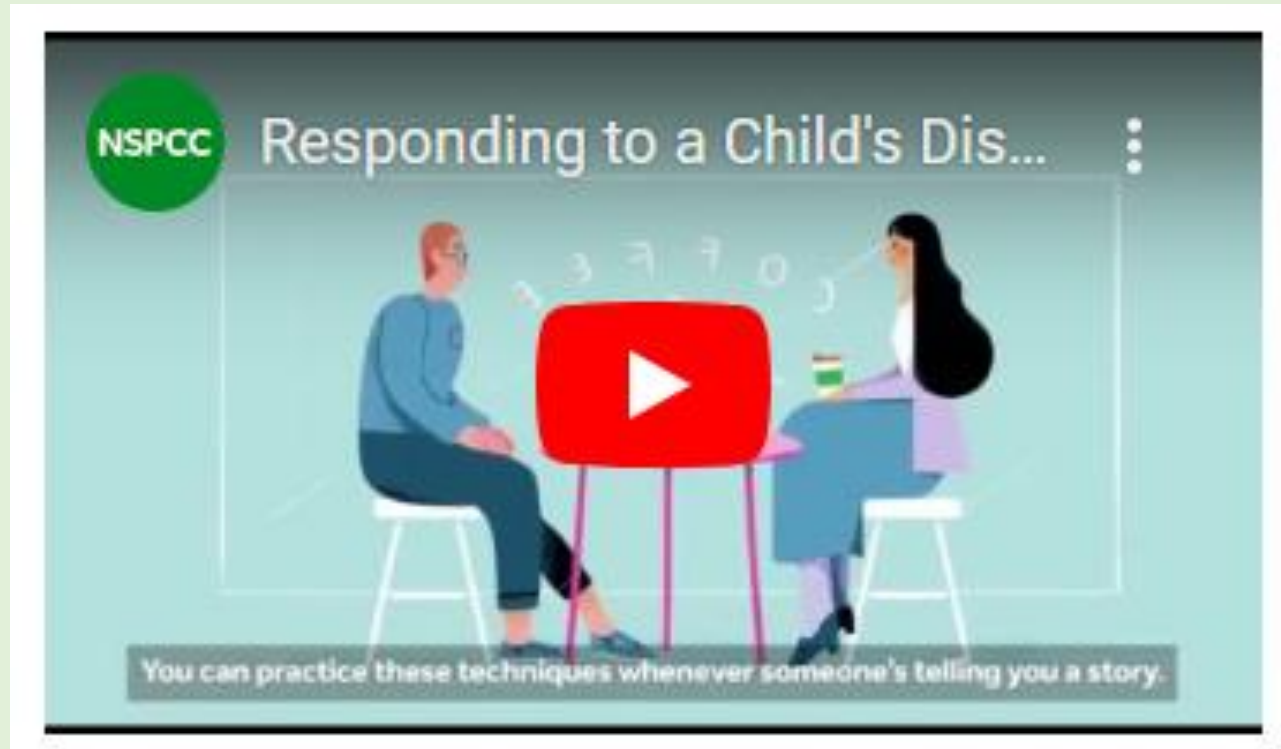 NSPCC
Responding to a Child's Dis...
You can practice these techniques whenever someone's telling you a story.